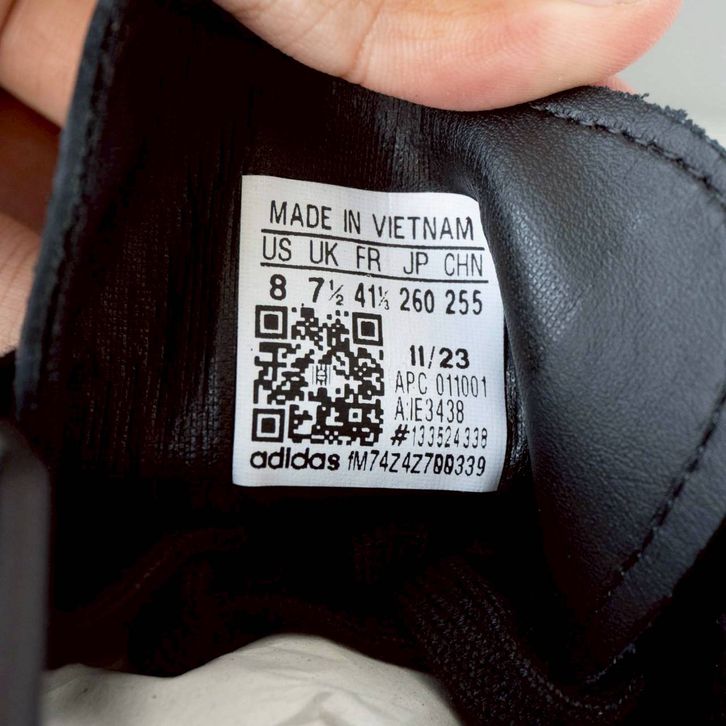 MADE IN VIETNAM
US UK FR JP CHN
8 7½ 41⅓ 260 255
11/23
APC 011001
A:IE3438
#133524338
adidas fM74Z4Z700339